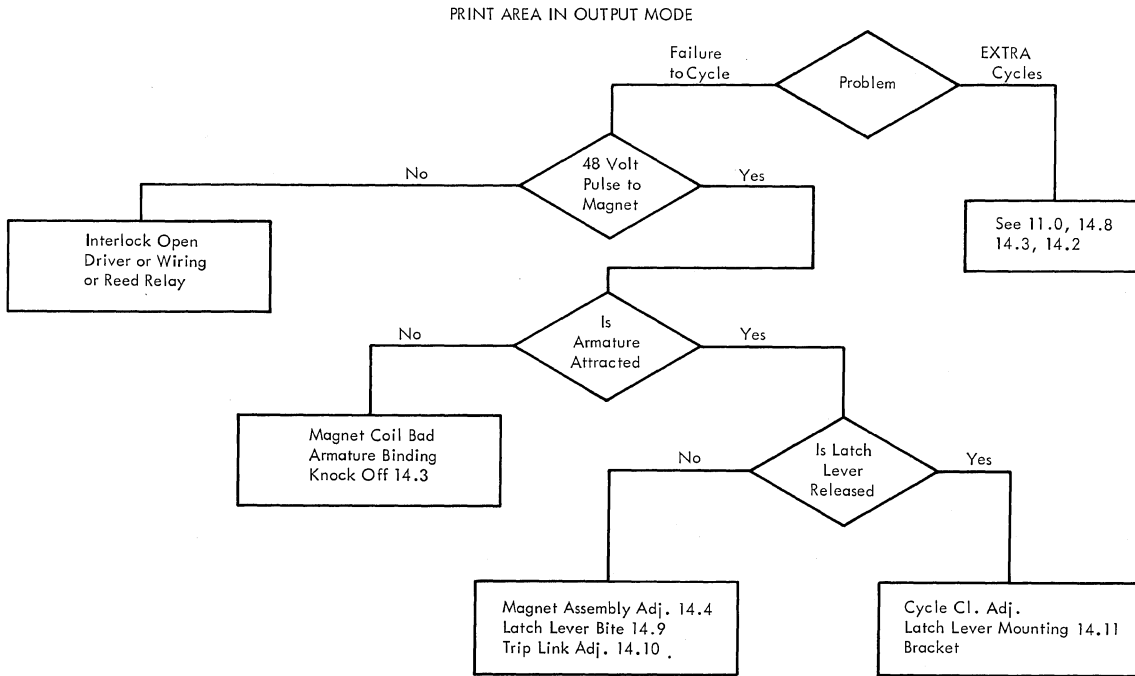 PRINT AREA IN OUTPUT MODE
Failure
to Cycle
Problem
EXTRA
Cycles
No
48 Volt
Pulse to
Magnet
Yes
Interlock Open
Driver or Wiring
or Reed Relay
See 11.0, 14.8
14.3, 14.2
No
Is
Armature
Attracted
Yes
Magnet Coil Bad
Armature Binding
Knock Off 14.3
No
Is Latch
Lever
Released
Yes
Magnet Assembly Adj. 14.4
Latch Lever Bite 14.9
Trip Link Adj. 14.10
Cycle Cl. Adj.
Latch Lever Mounting 14.11
Bracket